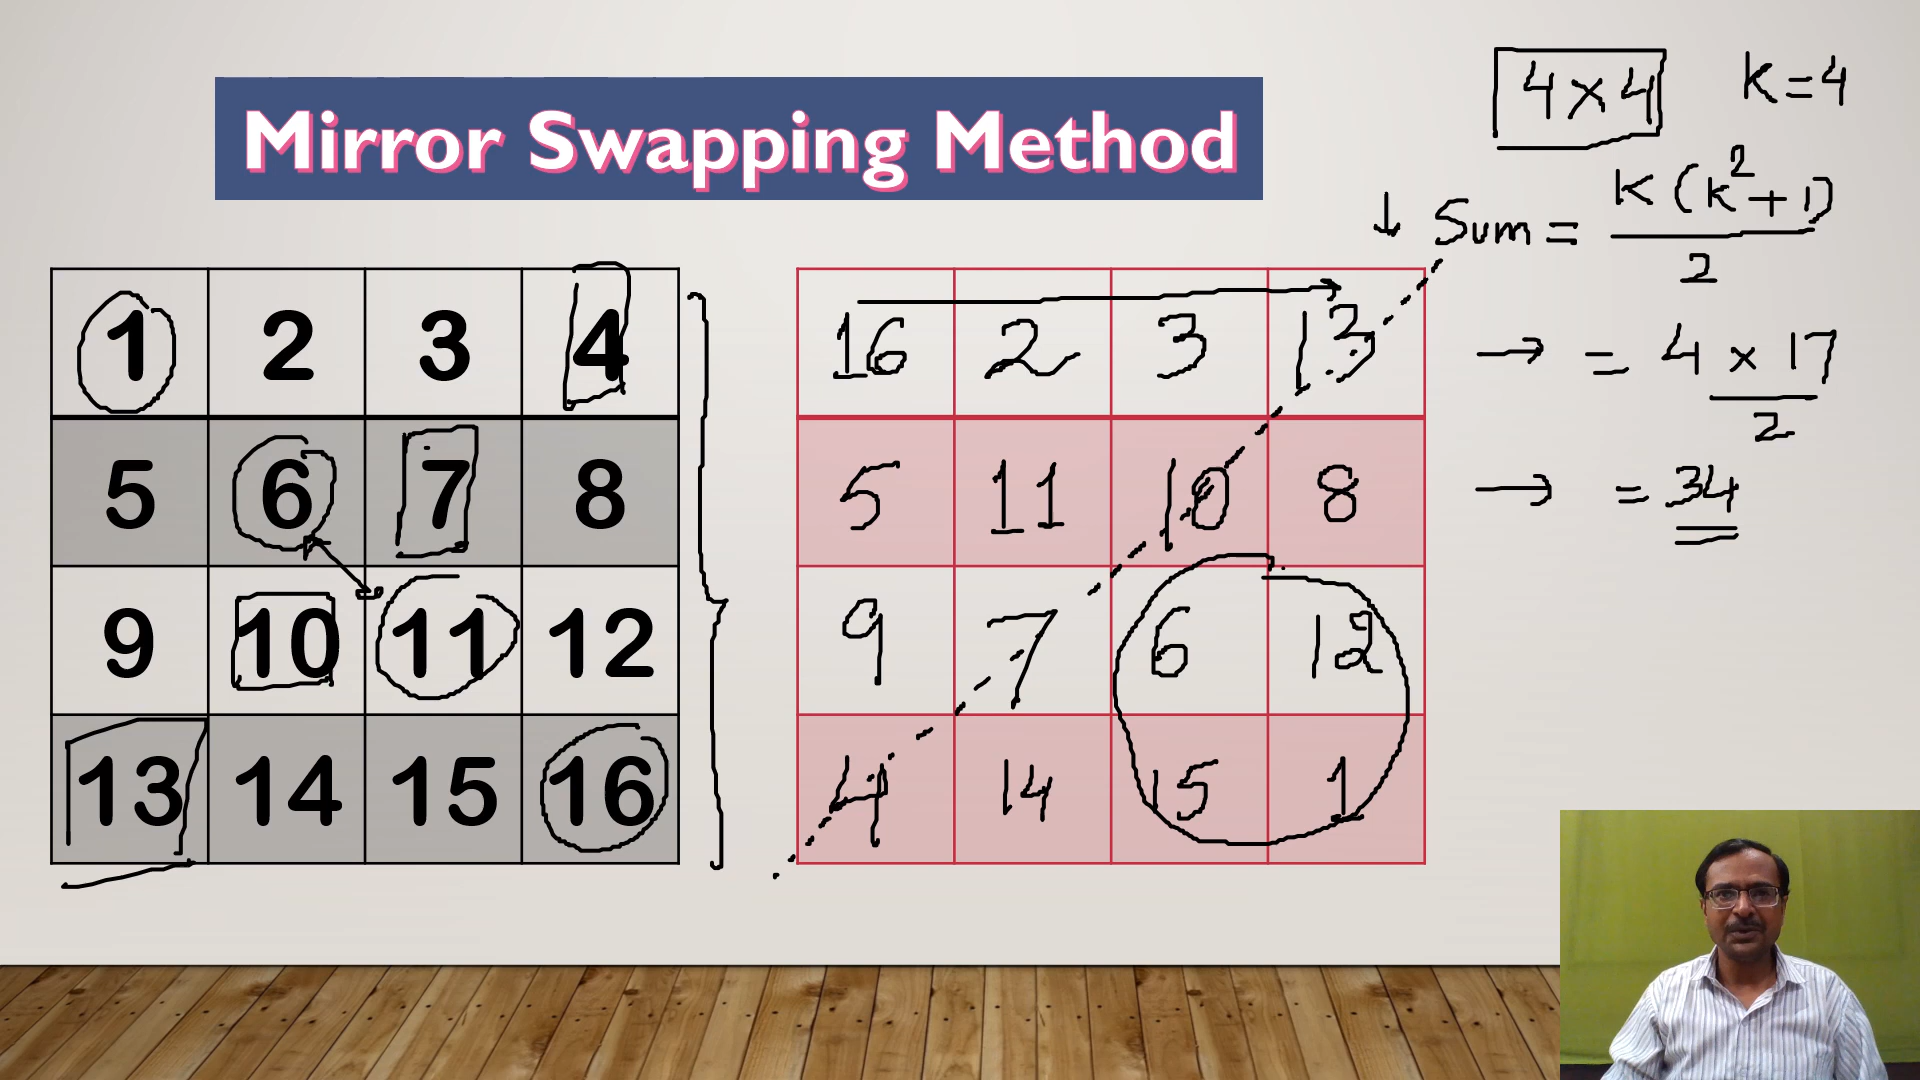 Mirror Swapping Method
4×4 K=4
↓ Sum = K(K²+1)
2
→ = 4 × 17
2
→ = 34
1 2 3 4
5 6 7 8
9 10 11 12
13 14 15 16
16 2 3 13
5 11 10 8
9 7 6 12
4 14 15 1